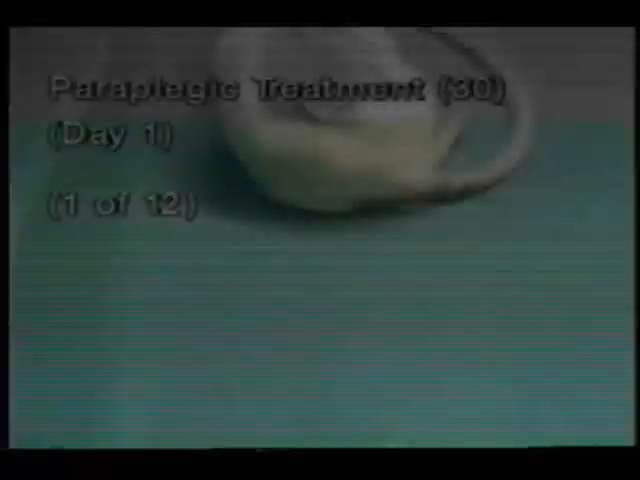 Paraplegic Treatment (30)
(Day 1)
(1 of 12)